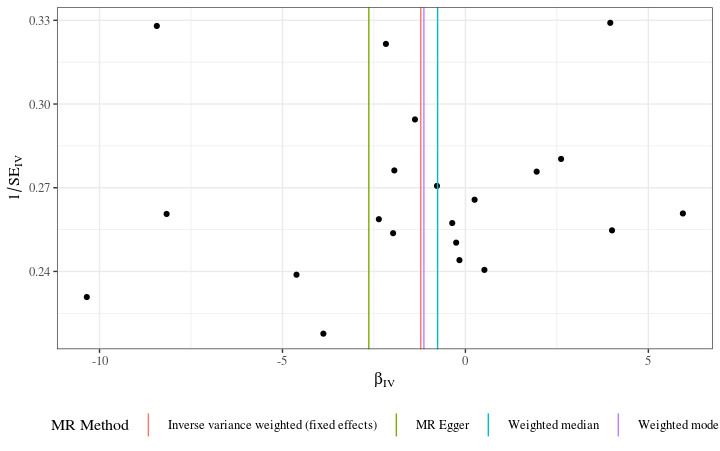 0.33
0.30
0.27
0.24
1/SE_IV
-10 -5 0 5
β_IV
MR Method Inverse variance weighted (fixed effects) MR Egger Weighted median Weighted mode